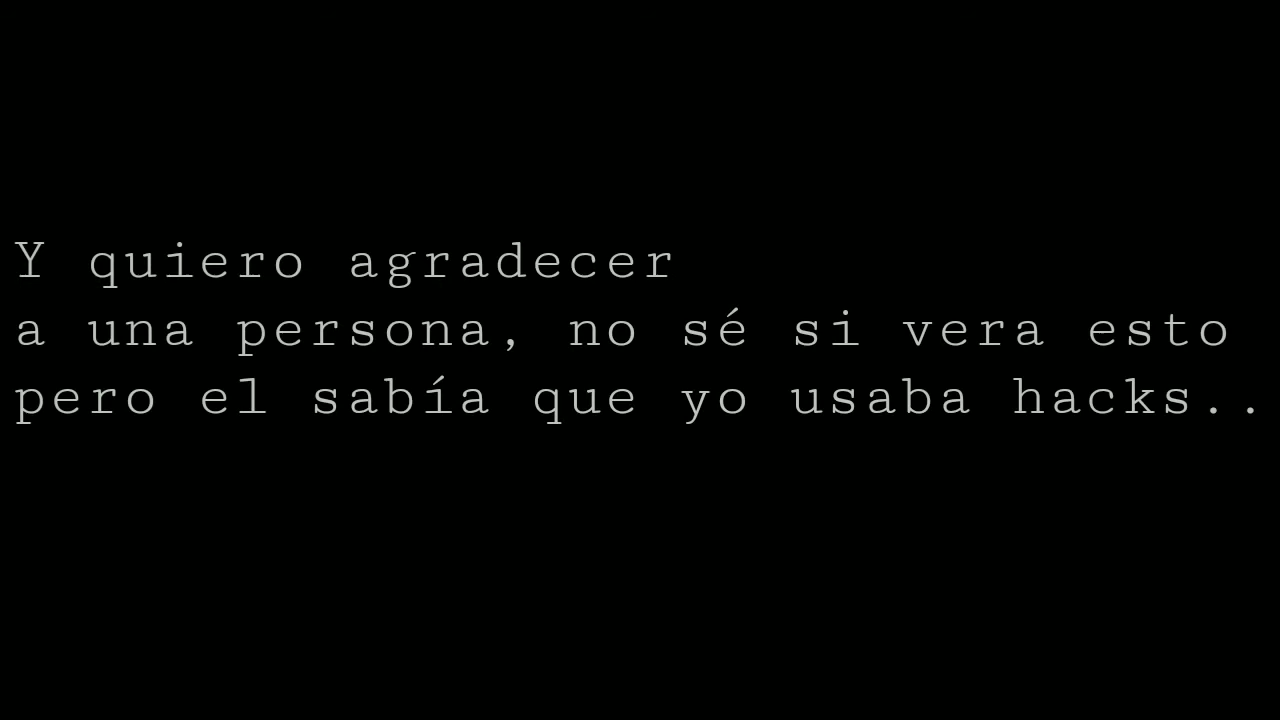 Y quiero agradecer
a una persona, no sé si vera esto
pero el sabía que yo usaba hacks..